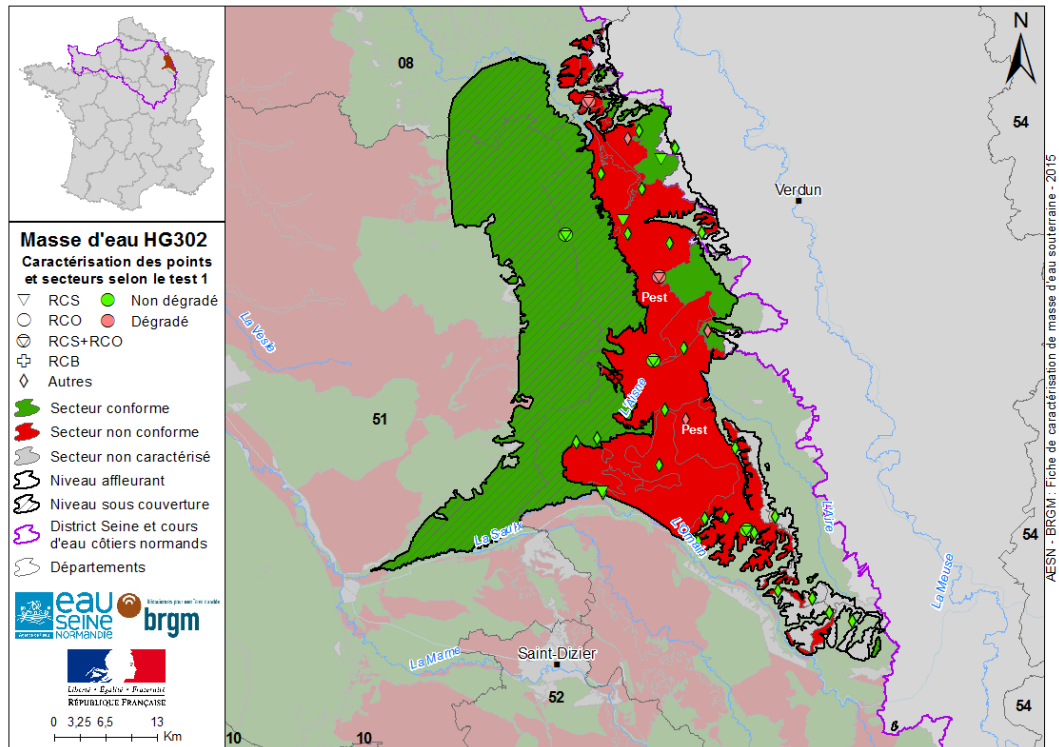 Masse d'eau HG302
Caractérisation des points
et secteurs selon le test 1
RCS
Non dégradé
RCO
Dégradé
RCS+RCO
RCB
Autres
Secteur conforme
Secteur non conforme
Secteur non caractérisé
Niveau affleurant
Niveau sous couverture
District Seine et cours
d'eau côtiers normands
Départements
eau
SEINE
NORMANDIE
brgm
Liberté • Égalité • Fraternité
RÉPUBLIQUE FRANÇAISE
0 3,25 6,5 13
Km
N
08
54
Verdun
Pest
La Vesle
51
L'Aisne
Pest
L'Aire
La Saulx
L'Ornain
54
La Meuse
La Marne
Saint-Dizier
52
54
10
10
AESN - BRGM : Fiche de caractérisation de masse d'eau souterraine - 2015